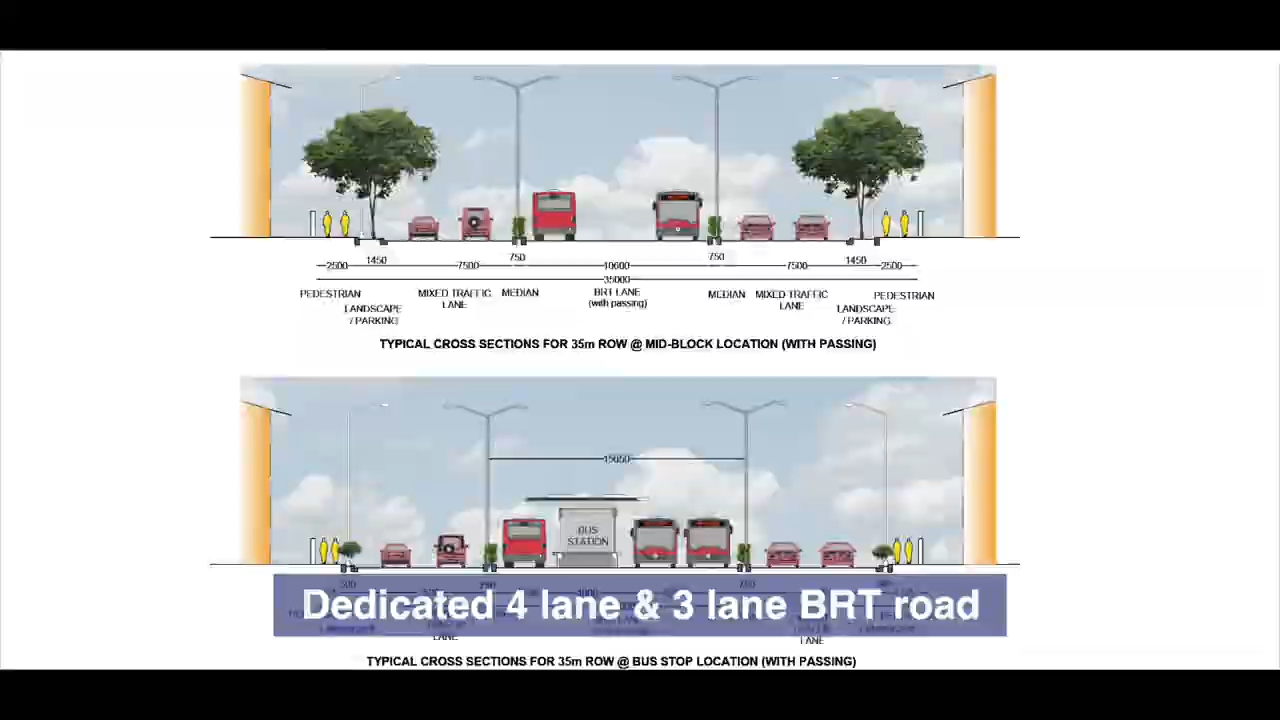 750 750
2500 1450 7500 10600 7500 1450 2500
35000
PEDESTRIAN MIXED TRAFFIC LANE MEDIAN BRT LANE (with passing) MEDIAN MIXED TRAFFIC LANE PEDESTRIAN
LANDSCAPE / PARKING LANDSCAPE / PARKING
TYPICAL CROSS SECTIONS FOR 35m ROW @ MID-BLOCK LOCATION (WITH PASSING)
BUS
STATION
Dedicated 4 lane & 3 lane BRT road
LANE LANE
TYPICAL CROSS SECTIONS FOR 35m ROW @ BUS STOP LOCATION (WITH PASSING)